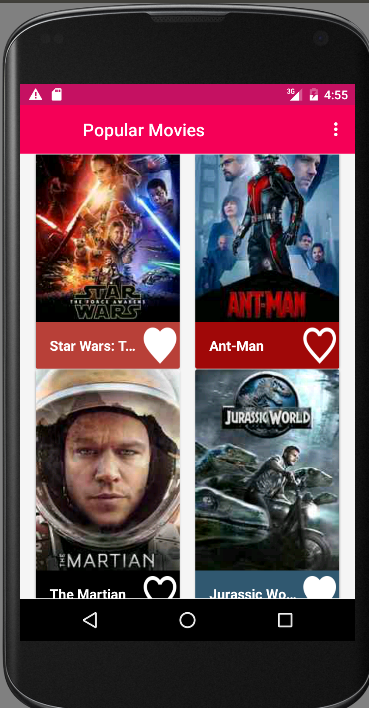 3G 4:55
Popular Movies
STAR
THE FORCE AWAKENS
WARS
ANT-MAN
Star Wars: T...
Ant-Man
JURASSIC WORLD
THE MARTIAN
The Martian
Jurassic Wo...